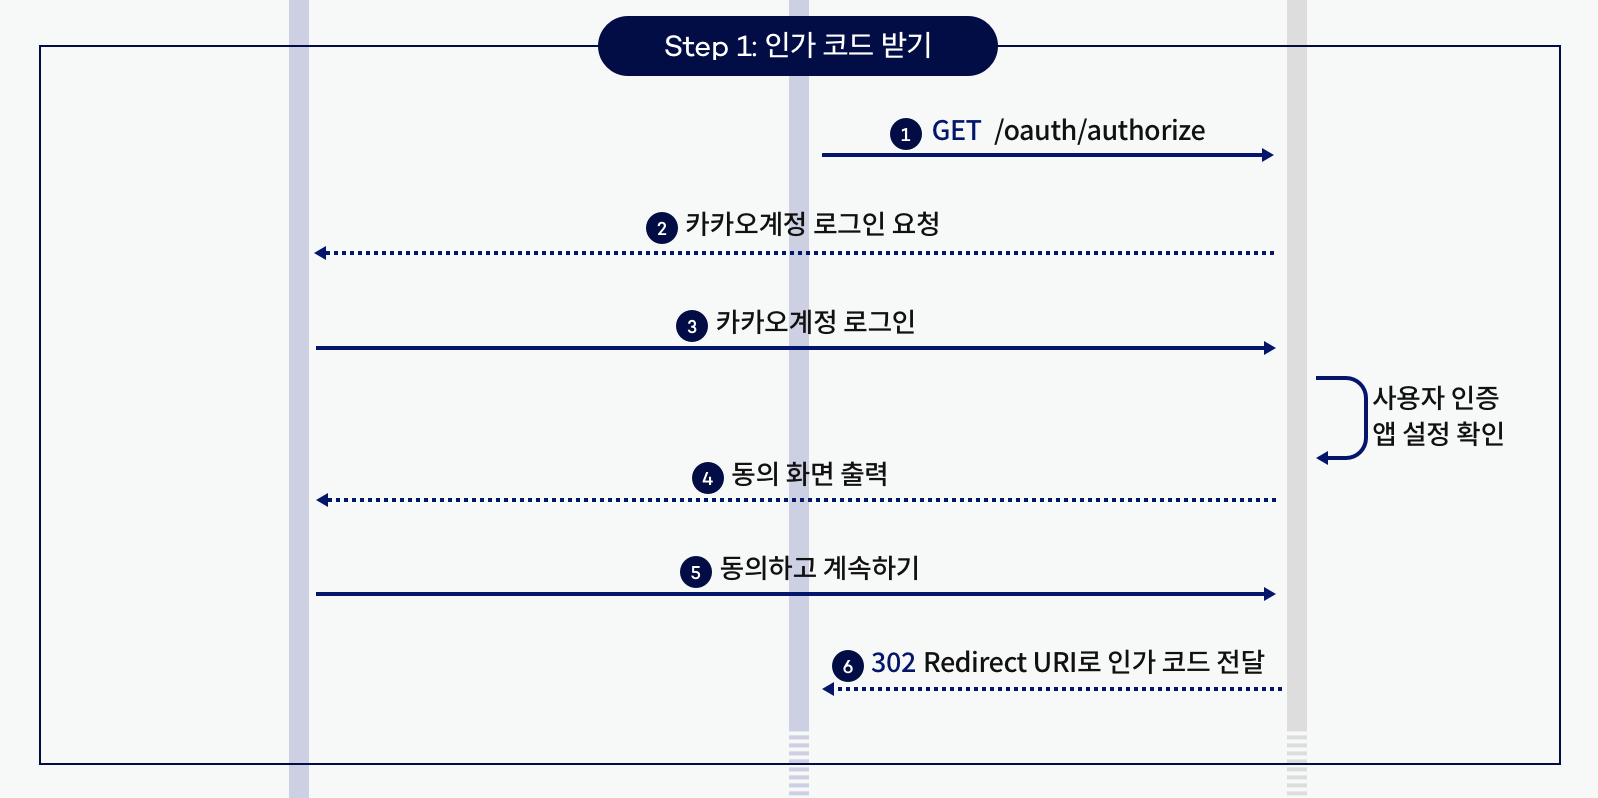 Step 1: 인가 코드 받기
1 GET /oauth/authorize
2 카카오계정 로그인 요청
3 카카오계정 로그인
사용자 인증
앱 설정 확인
4 동의 화면 출력
5 동의하고 계속하기
6 302 Redirect URI로 인가 코드 전달